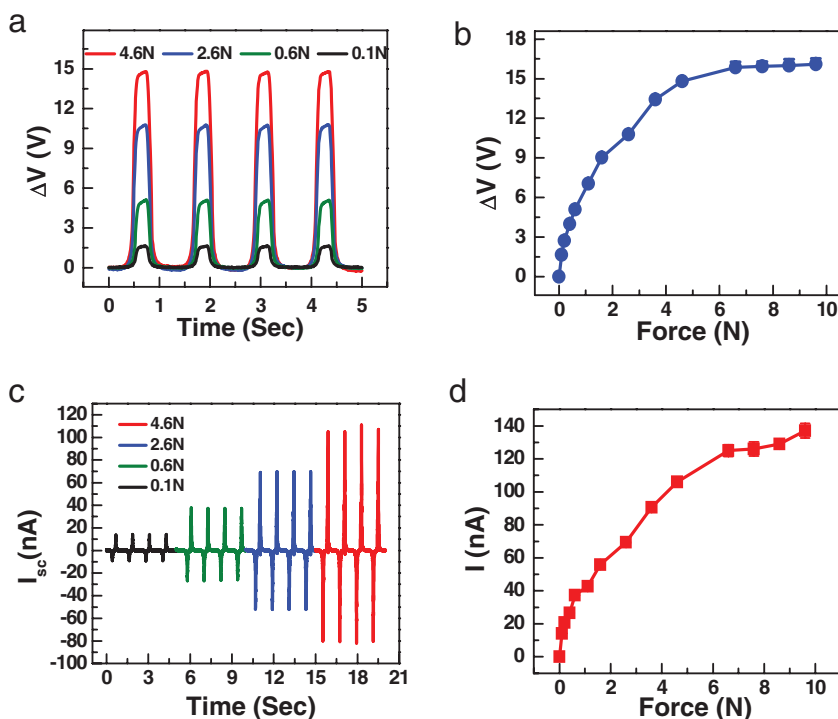 a
4.6N 2.6N 0.6N 0.1N
15
12
9
6
3
0
ΔV (V)
0 1 2 3 4 5
Time (Sec)
b
18
15
12
9
6
3
0
ΔV (V)
0 2 4 6 8 10
Force (N)
c
120
100
80
60
40
20
0
-20
-40
-60
-80
-100
4.6N
2.6N
0.6N
0.1N
Isc(nA)
0 3 6 9 12 15 18 21
Time (Sec)
d
140
120
100
80
60
40
20
0
I (nA)
0 2 4 6 8 10
Force (N)